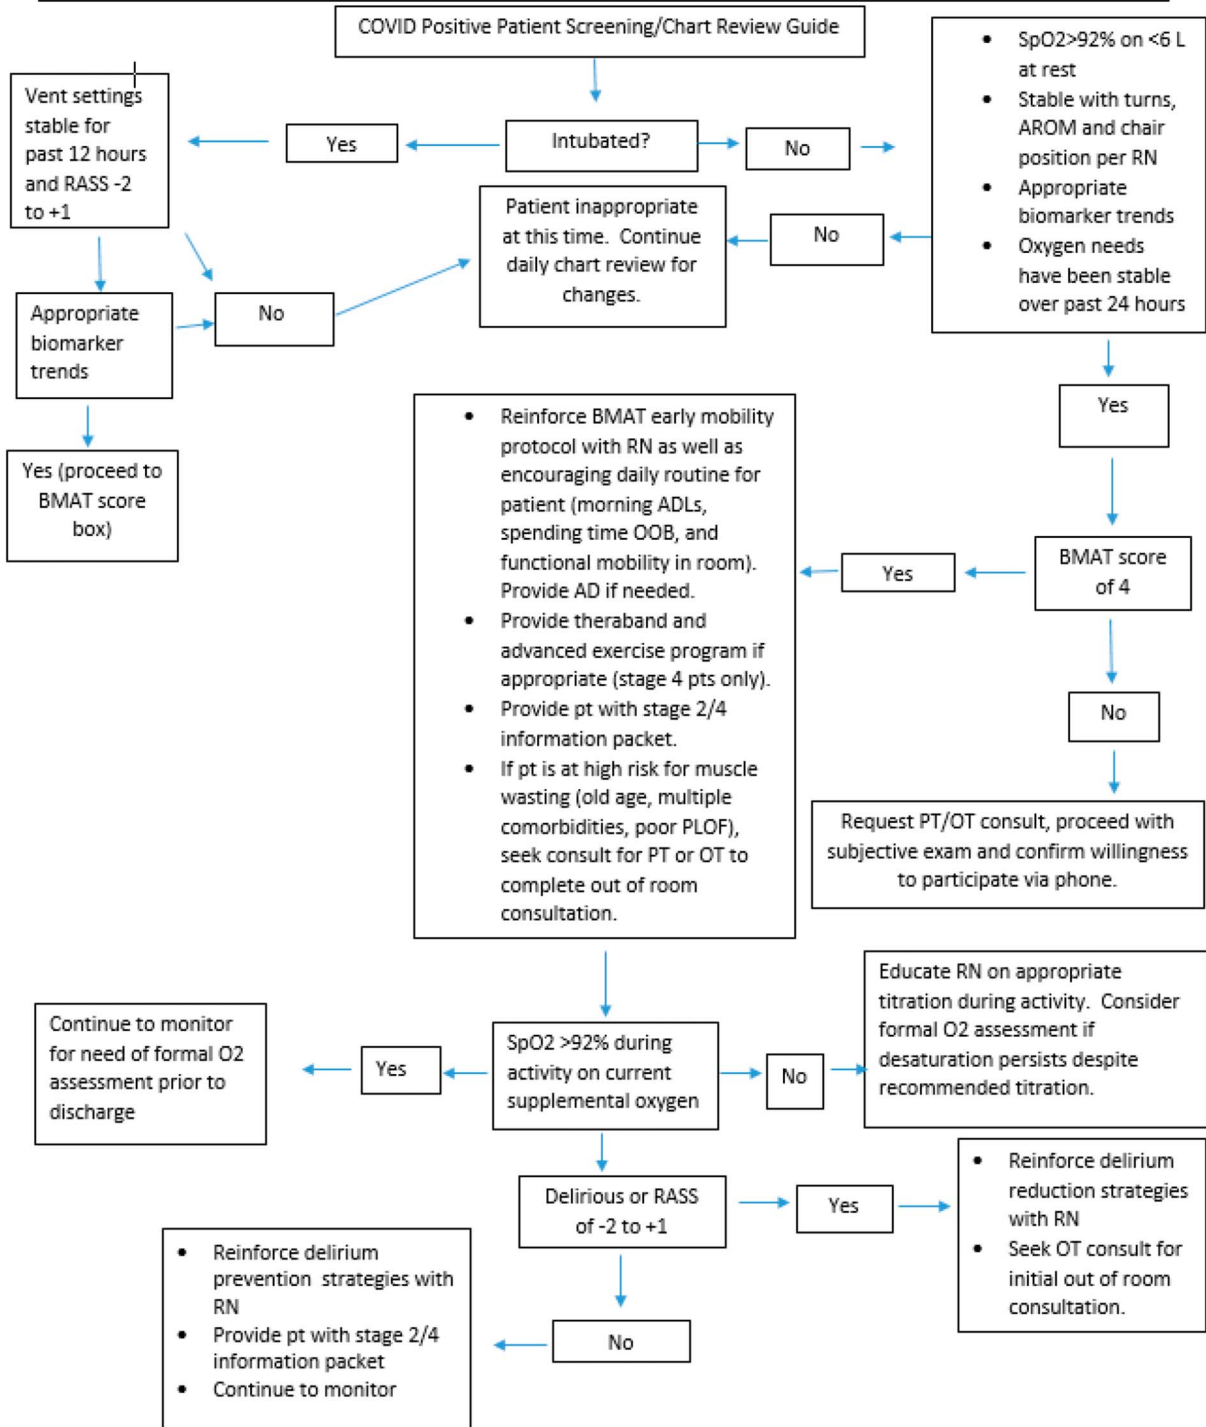 COVID Positive Patient Screening/Chart Review Guide
Intubated?
Yes
No
Vent settings
stable for
past 12 hours
and RASS -2
to +1
Appropriate
biomarker
trends
No
Yes (proceed to
BMAT score
box)
Patient inappropriate
at this time. Continue
daily chart review for
changes.
No
• SpO2>92% on <6 L
at rest
• Stable with turns,
AROM and chair
position per RN
• Appropriate
biomarker trends
• Oxygen needs
have been stable
over past 24 hours
Yes
BMAT score
of 4
Yes
No
Request PT/OT consult, proceed with
subjective exam and confirm willingness
to participate via phone.
• Reinforce BMAT early mobility
protocol with RN as well as
encouraging daily routine for
patient (morning ADLs,
spending time OOB, and
functional mobility in room).
Provide AD if needed.
• Provide theraband and
advanced exercise program if
appropriate (stage 4 pts only).
• Provide pt with stage 2/4
information packet.
• If pt is at high risk for muscle
wasting (old age, multiple
comorbidities, poor PLOF),
seek consult for PT or OT to
complete out of room
consultation.
SpO2 >92% during
activity on current
supplemental oxygen
Yes
Continue to monitor
for need of formal O2
assessment prior to
discharge
No
Educate RN on appropriate
titration during activity. Consider
formal O2 assessment if
desaturation persists despite
recommended titration.
Delirious or RASS
of -2 to +1
Yes
• Reinforce delirium
reduction strategies
with RN
• Seek OT consult for
initial out of room
consultation.
No
• Reinforce delirium
prevention strategies with
RN
• Provide pt with stage 2/4
information packet
• Continue to monitor